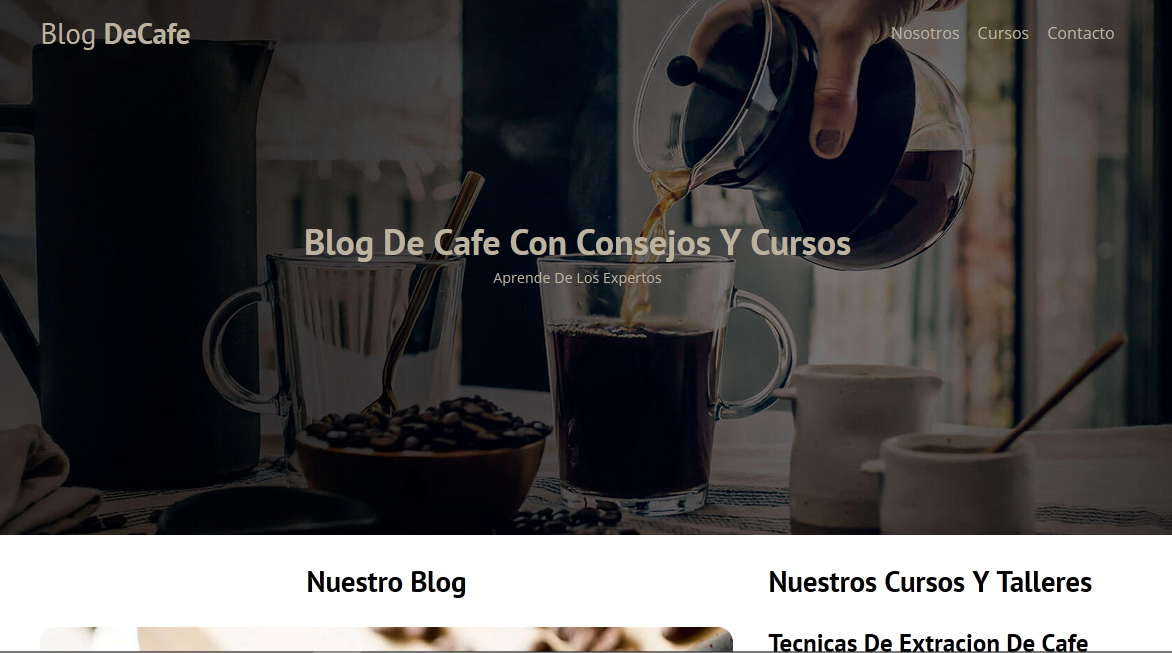 Blog DeCafe
Nosotros Cursos Contacto
Blog De Cafe Con Consejos Y Cursos
Aprende De Los Expertos
Nuestro Blog
Nuestros Cursos Y Talleres
Tecnicas De Extracion De Cafe